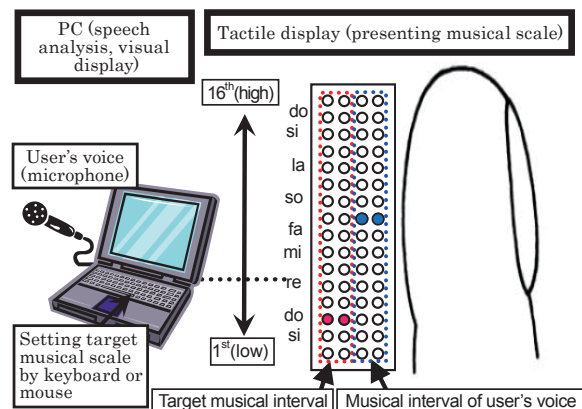 PC (speech
analysis, visual
display)
Tactile display (presenting musical scale)
16th(high)
do
si
la
so
fa
mi
re
do
si
1st(low)
User's voice
(microphone)
Setting target
musical scale
by keyboard or
mouse
Target musical interval
Musical interval of user's voice